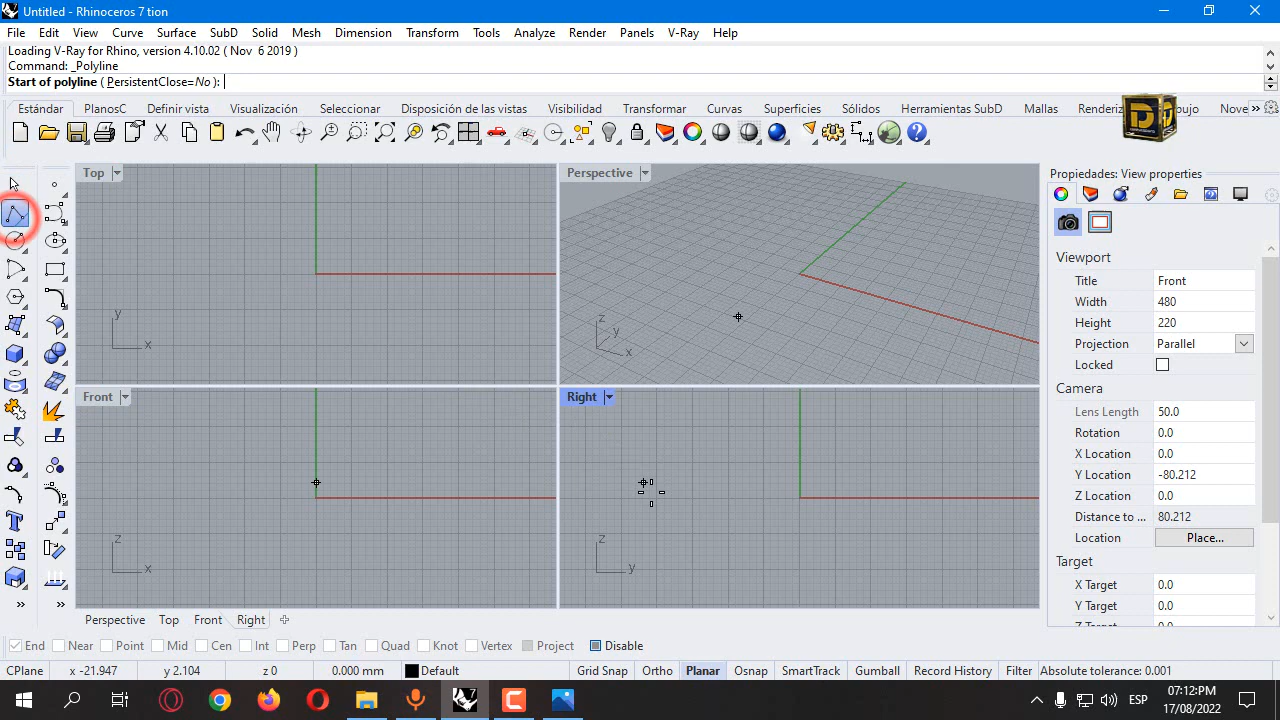 Untitled - Rhinoceros 7 tion
File Edit View Curve Surface SubD Solid Mesh Dimension Transform Tools Analyze Render Panels V-Ray Help
Loading V-Ray for Rhino, version 4.10.02 ( Nov 6 2019 )
Command: _Polyline
Start of polyline ( PersistentClose=No ):
Estándar PlanosC Definir vista Visualización Seleccionar Disposición de las vistas Visibilidad Transformar Curvas Superficies Sólidos Herramientas SubD Mallas
Top
y
x
Perspective
z
y
x
Front
z
x
Right
z
y
Perspective Top Front Right
Propiedades: View properties
Viewport
Title Front
Width 480
Height 220
Projection Parallel
Locked
Camera
Lens Length 50.0
Rotation 0.0
X Location 0.0
Y Location -80.212
Z Location 0.0
Distance to ... 80.212
Location Place...
Target
X Target 0.0
Y Target 0.0
End Near Point Mid Cen Int Perp Tan Quad Knot Vertex Project Disable
CPlane x -21.947 y 2.104 z 0 0.000 mm Default Grid Snap Ortho Planar Osnap SmartTrack Gumball Record History Filter Absolute tolerance: 0.001
ESP
07:12:PM
17/08/2022